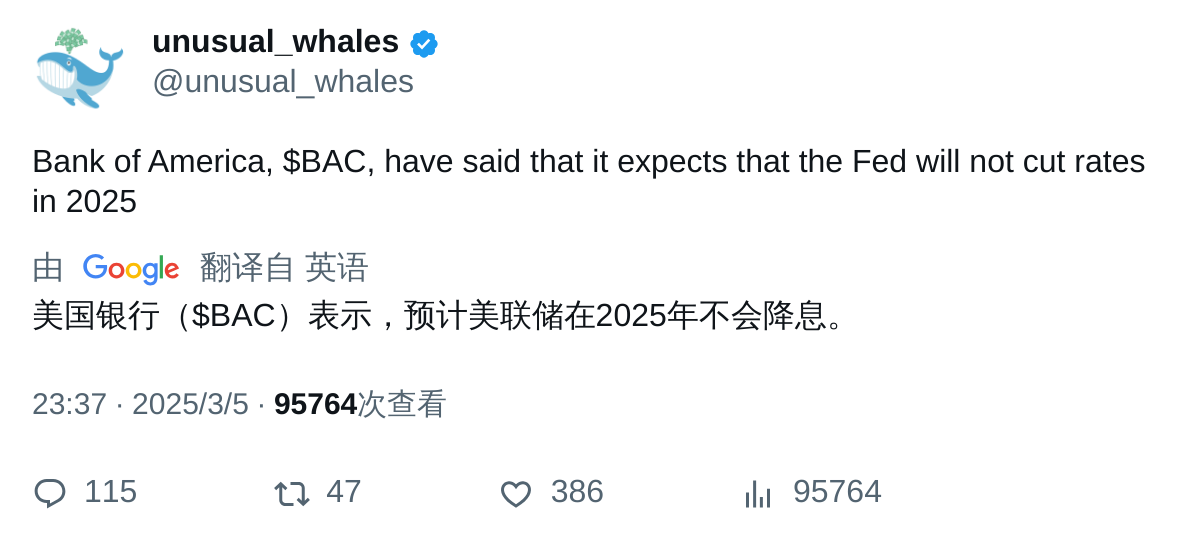 unusual_whales
@unusual_whales
Bank of America, $BAC, have said that it expects that the Fed will not cut rates
in 2025
由 Google 翻译自 英语
美国银行（$BAC）表示，预计美联储在2025年不会降息。
23:37 · 2025/3/5 · 95764次查看
115 47 386 95764